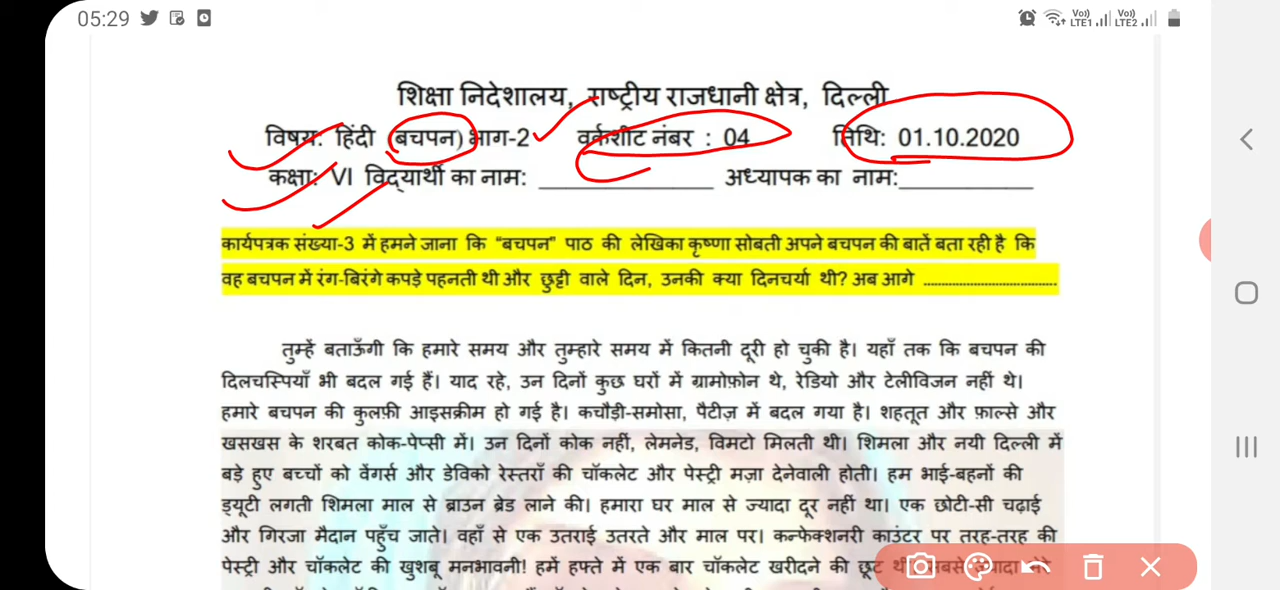 05:29
Vo) LTE1 Vo) LTE2
शिक्षा निदेशालय, राष्ट्रीय राजधानी क्षेत्र, दिल्ली
विषय: हिंदी (बचपन) भाग-2 वर्कशीट नंबर : 04 तिथि: 01.10.2020
कक्षा: VI विद्यार्थी का नाम: ________________ अध्यापक का नाम:____________
कार्यपत्रक संख्या-3 में हमने जाना कि “बचपन” पाठ की लेखिका कृष्णा सोबती अपने बचपन की बातें बता रही है कि
वह बचपन में रंग-बिरंगे कपड़े पहनती थी और छुट्टी वाले दिन, उनकी क्या दिनचर्या थी? अब आगे ......................................
तुम्हें बताऊँगी कि हमारे समय और तुम्हारे समय में कितनी दूरी हो चुकी है। यहाँ तक कि बचपन की
दिलचस्पियाँ भी बदल गई हैं। याद रहे, उन दिनों कुछ घरों में ग्रामोफ़ोन थे, रेडियो और टेलीविजन नहीं थे।
हमारे बचपन की कुलफ़ी आइसक्रीम हो गई है। कचौड़ी-समोसा, पैटीज़ में बदल गया है। शहतूत और फ़ाल्से और
खसखस के शरबत कोक-पेप्सी में। उन दिनों कोक नहीं, लेमनेड, विमटो मिलती थी। शिमला और नयी दिल्ली में
बड़े हुए बच्चों को वेंगर्स और डेविको रेस्तराँ की चॉकलेट और पेस्ट्री मज़ा देनेवाली होती। हम भाई-बहनों की
ड्यूटी लगती शिमला माल से ब्राउन ब्रेड लाने की। हमारा घर माल से ज्यादा दूर नहीं था। एक छोटी-सी चढ़ाई
और गिरजा मैदान पहुँच जाते। वहाँ से एक उतराई उतरते और माल पर। कन्फेक्शनरी काउंटर पर तरह-तरह की
पेस्ट्री और चॉकलेट की खुशबू मनभावनी! हमें हफ्ते में एक बार चॉकलेट खरीदने की छूट